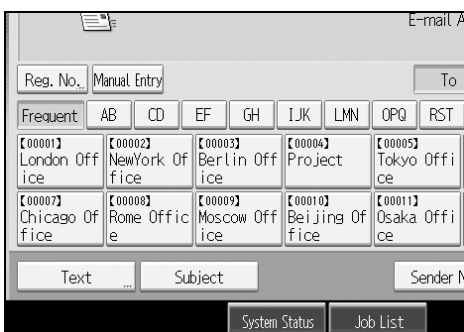 E-mail A
Reg. No. Manual Entry To
Frequent AB CD EF GH IJK LMN OPQ RST
【00001】 【00002】 【00003】 【00004】 【00005】
London Off NewYork Of Berlin Off Project Tokyo Offi
ice ffice ice ce
【00007】 【00008】 【00009】 【00010】 【00011】
Chicago Of Rome Offic Moscow Off Beijing Of Osaka Offi
fice e ice fice ce
Text ... Subject Sender N
System Status Job List